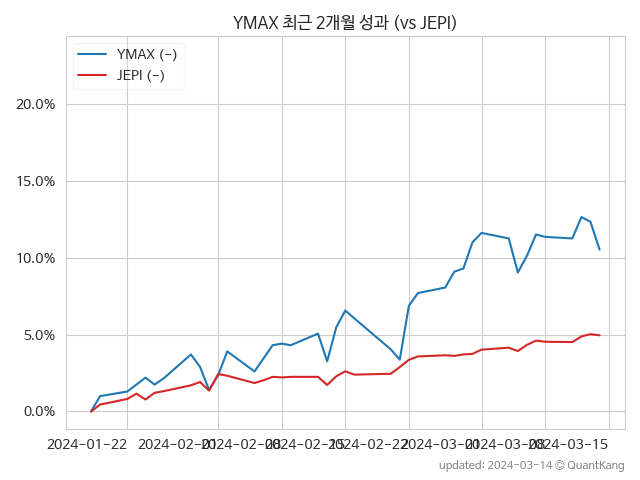 YMAX 최근 2개월 성과 (vs JEPI)
YMAX (-)
JEPI (-)
20.0%
15.0%
10.0%
5.0%
0.0%
2024-01-22 2024-02-01 2024-02-08 2024-02-15 2024-02-22 2024-03-01 2024-03-08 2024-03-15
updated: 2024-03-14 © QuantKang